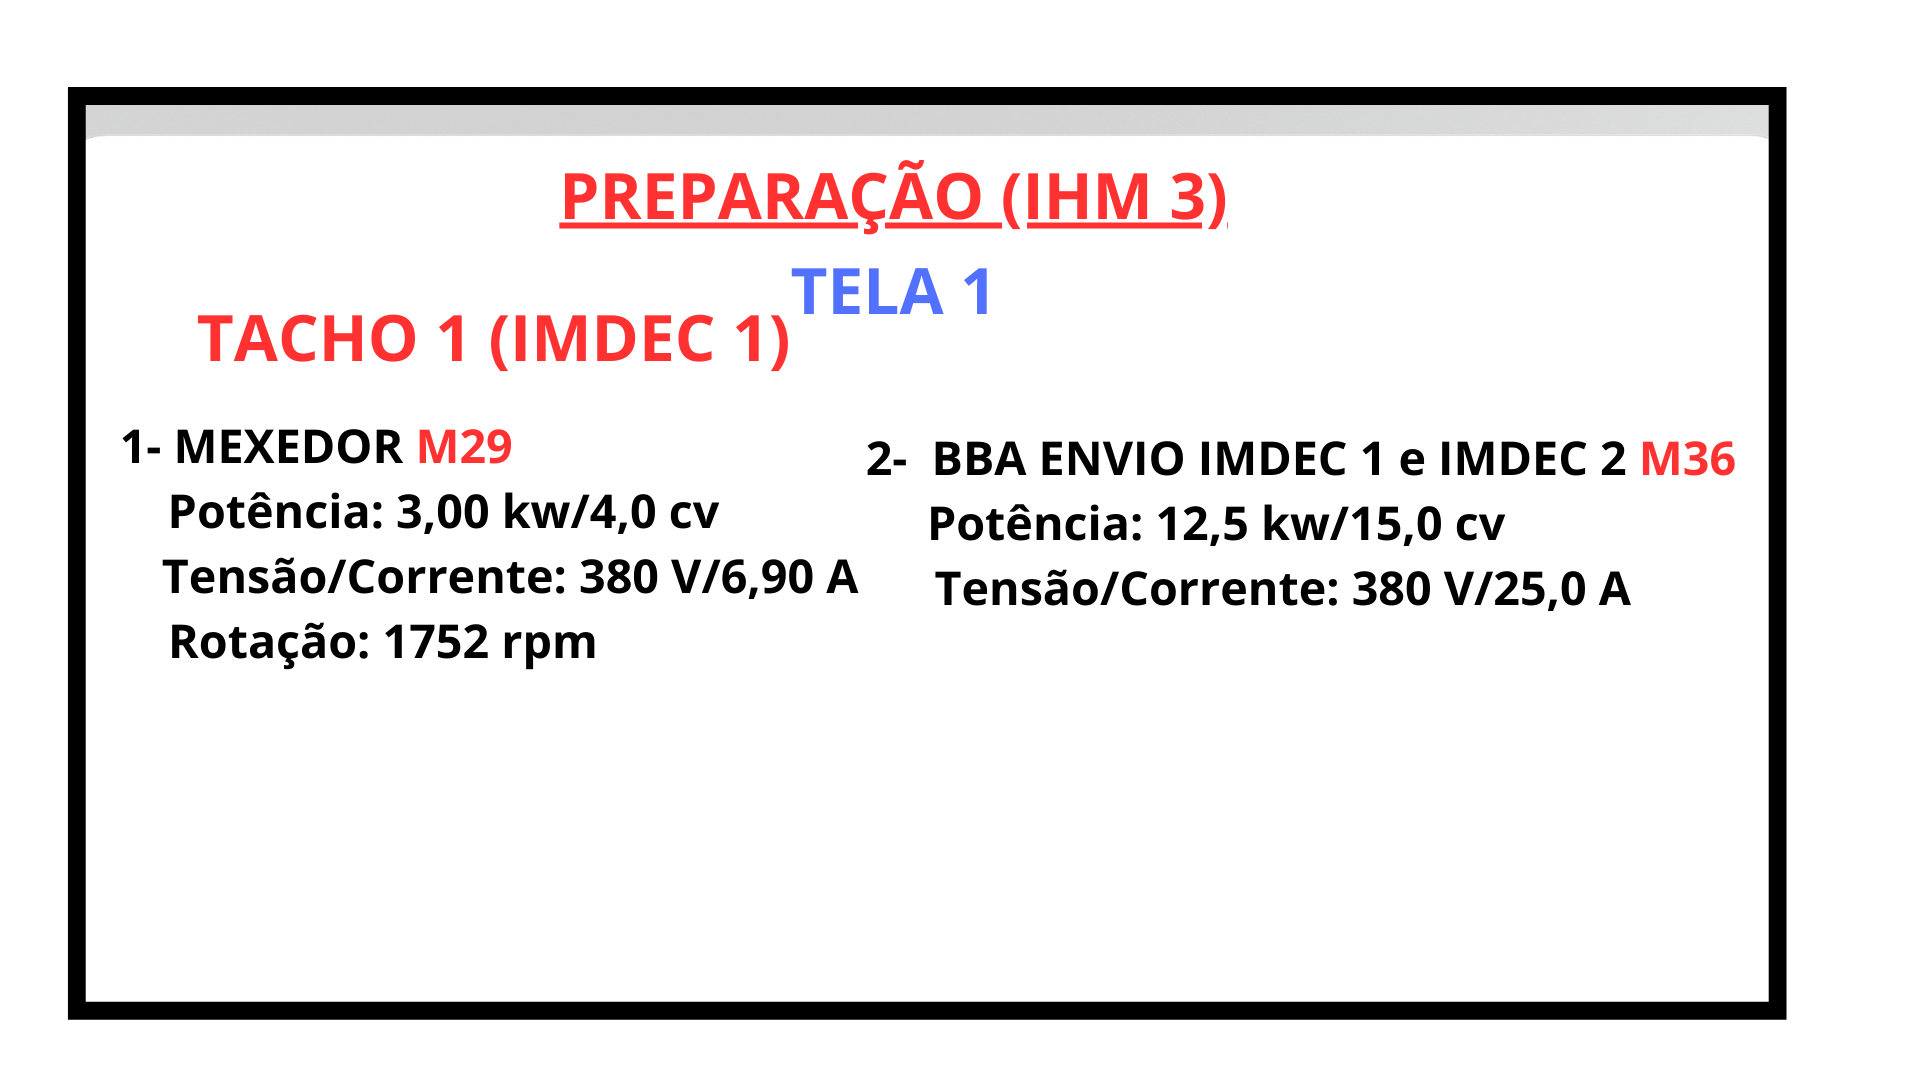 PREPARAÇÃO (IHM 3)
TELA 1
TACHO 1 (IMDEC 1)
1- MEXEDOR M29
Potência: 3,00 kw/4,0 cv
Tensão/Corrente: 380 V/6,90 A
Rotação: 1752 rpm
2- BBA ENVIO IMDEC 1 e IMDEC 2 M36
Potência: 12,5 kw/15,0 cv
Tensão/Corrente: 380 V/25,0 A